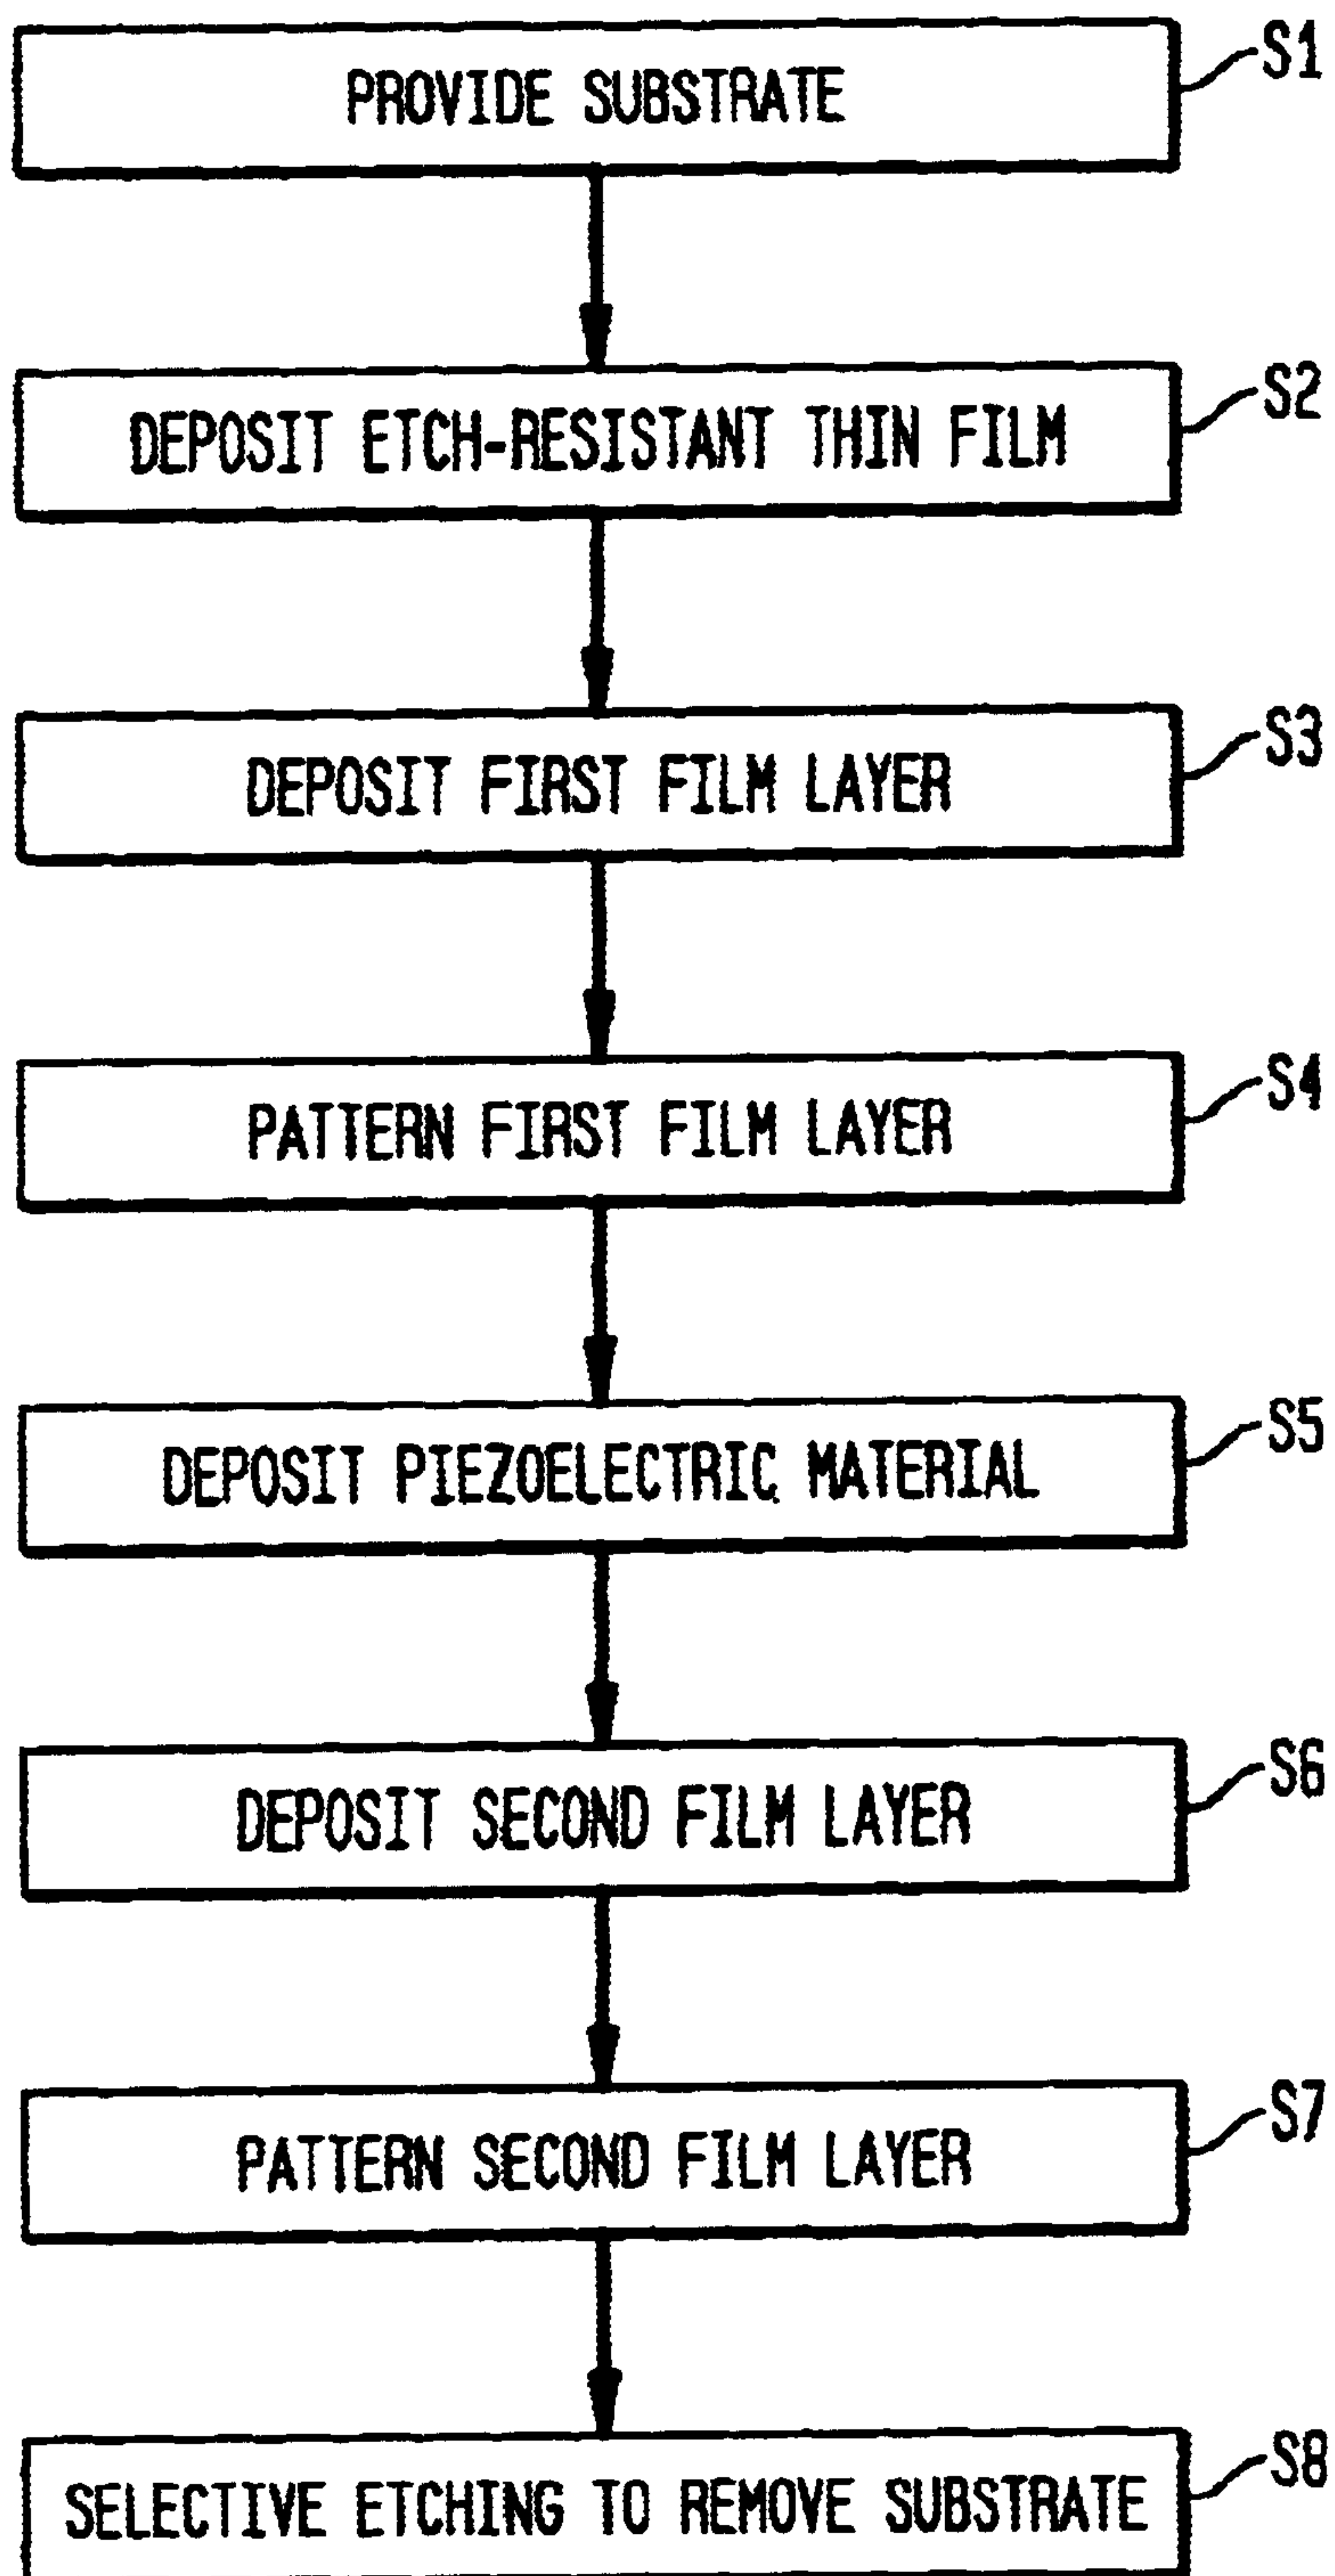 PROVIDE SUBSTRATE
S1
DEPOSIT ETCH-RESISTANT THIN FILM
S2
DEPOSIT FIRST FILM LAYER
S3
PATTERN FIRST FILM LAYER
S4
DEPOSIT PIEZOELECTRIC MATERIAL
S5
DEPOSIT SECOND FILM LAYER
S6
PATTERN SECOND FILM LAYER
S7
SELECTIVE ETCHING TO REMOVE SUBSTRATE
S8